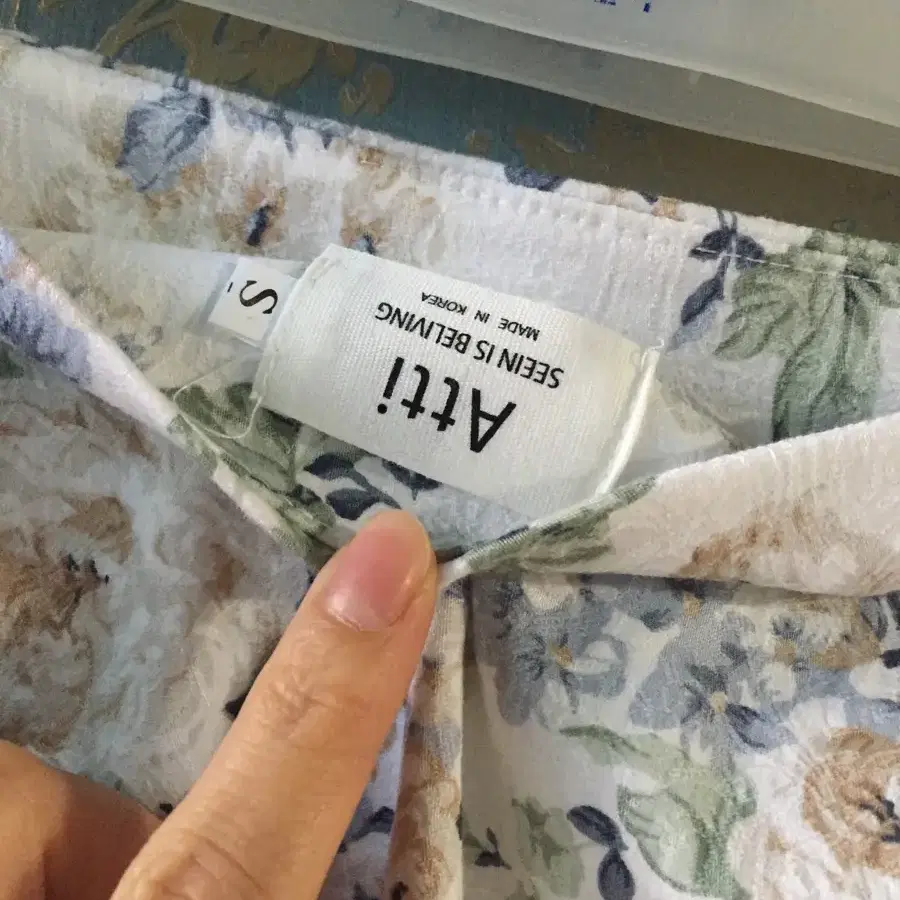 Atti
SEEIN IS BELIVING
MADE IN KOREA
S